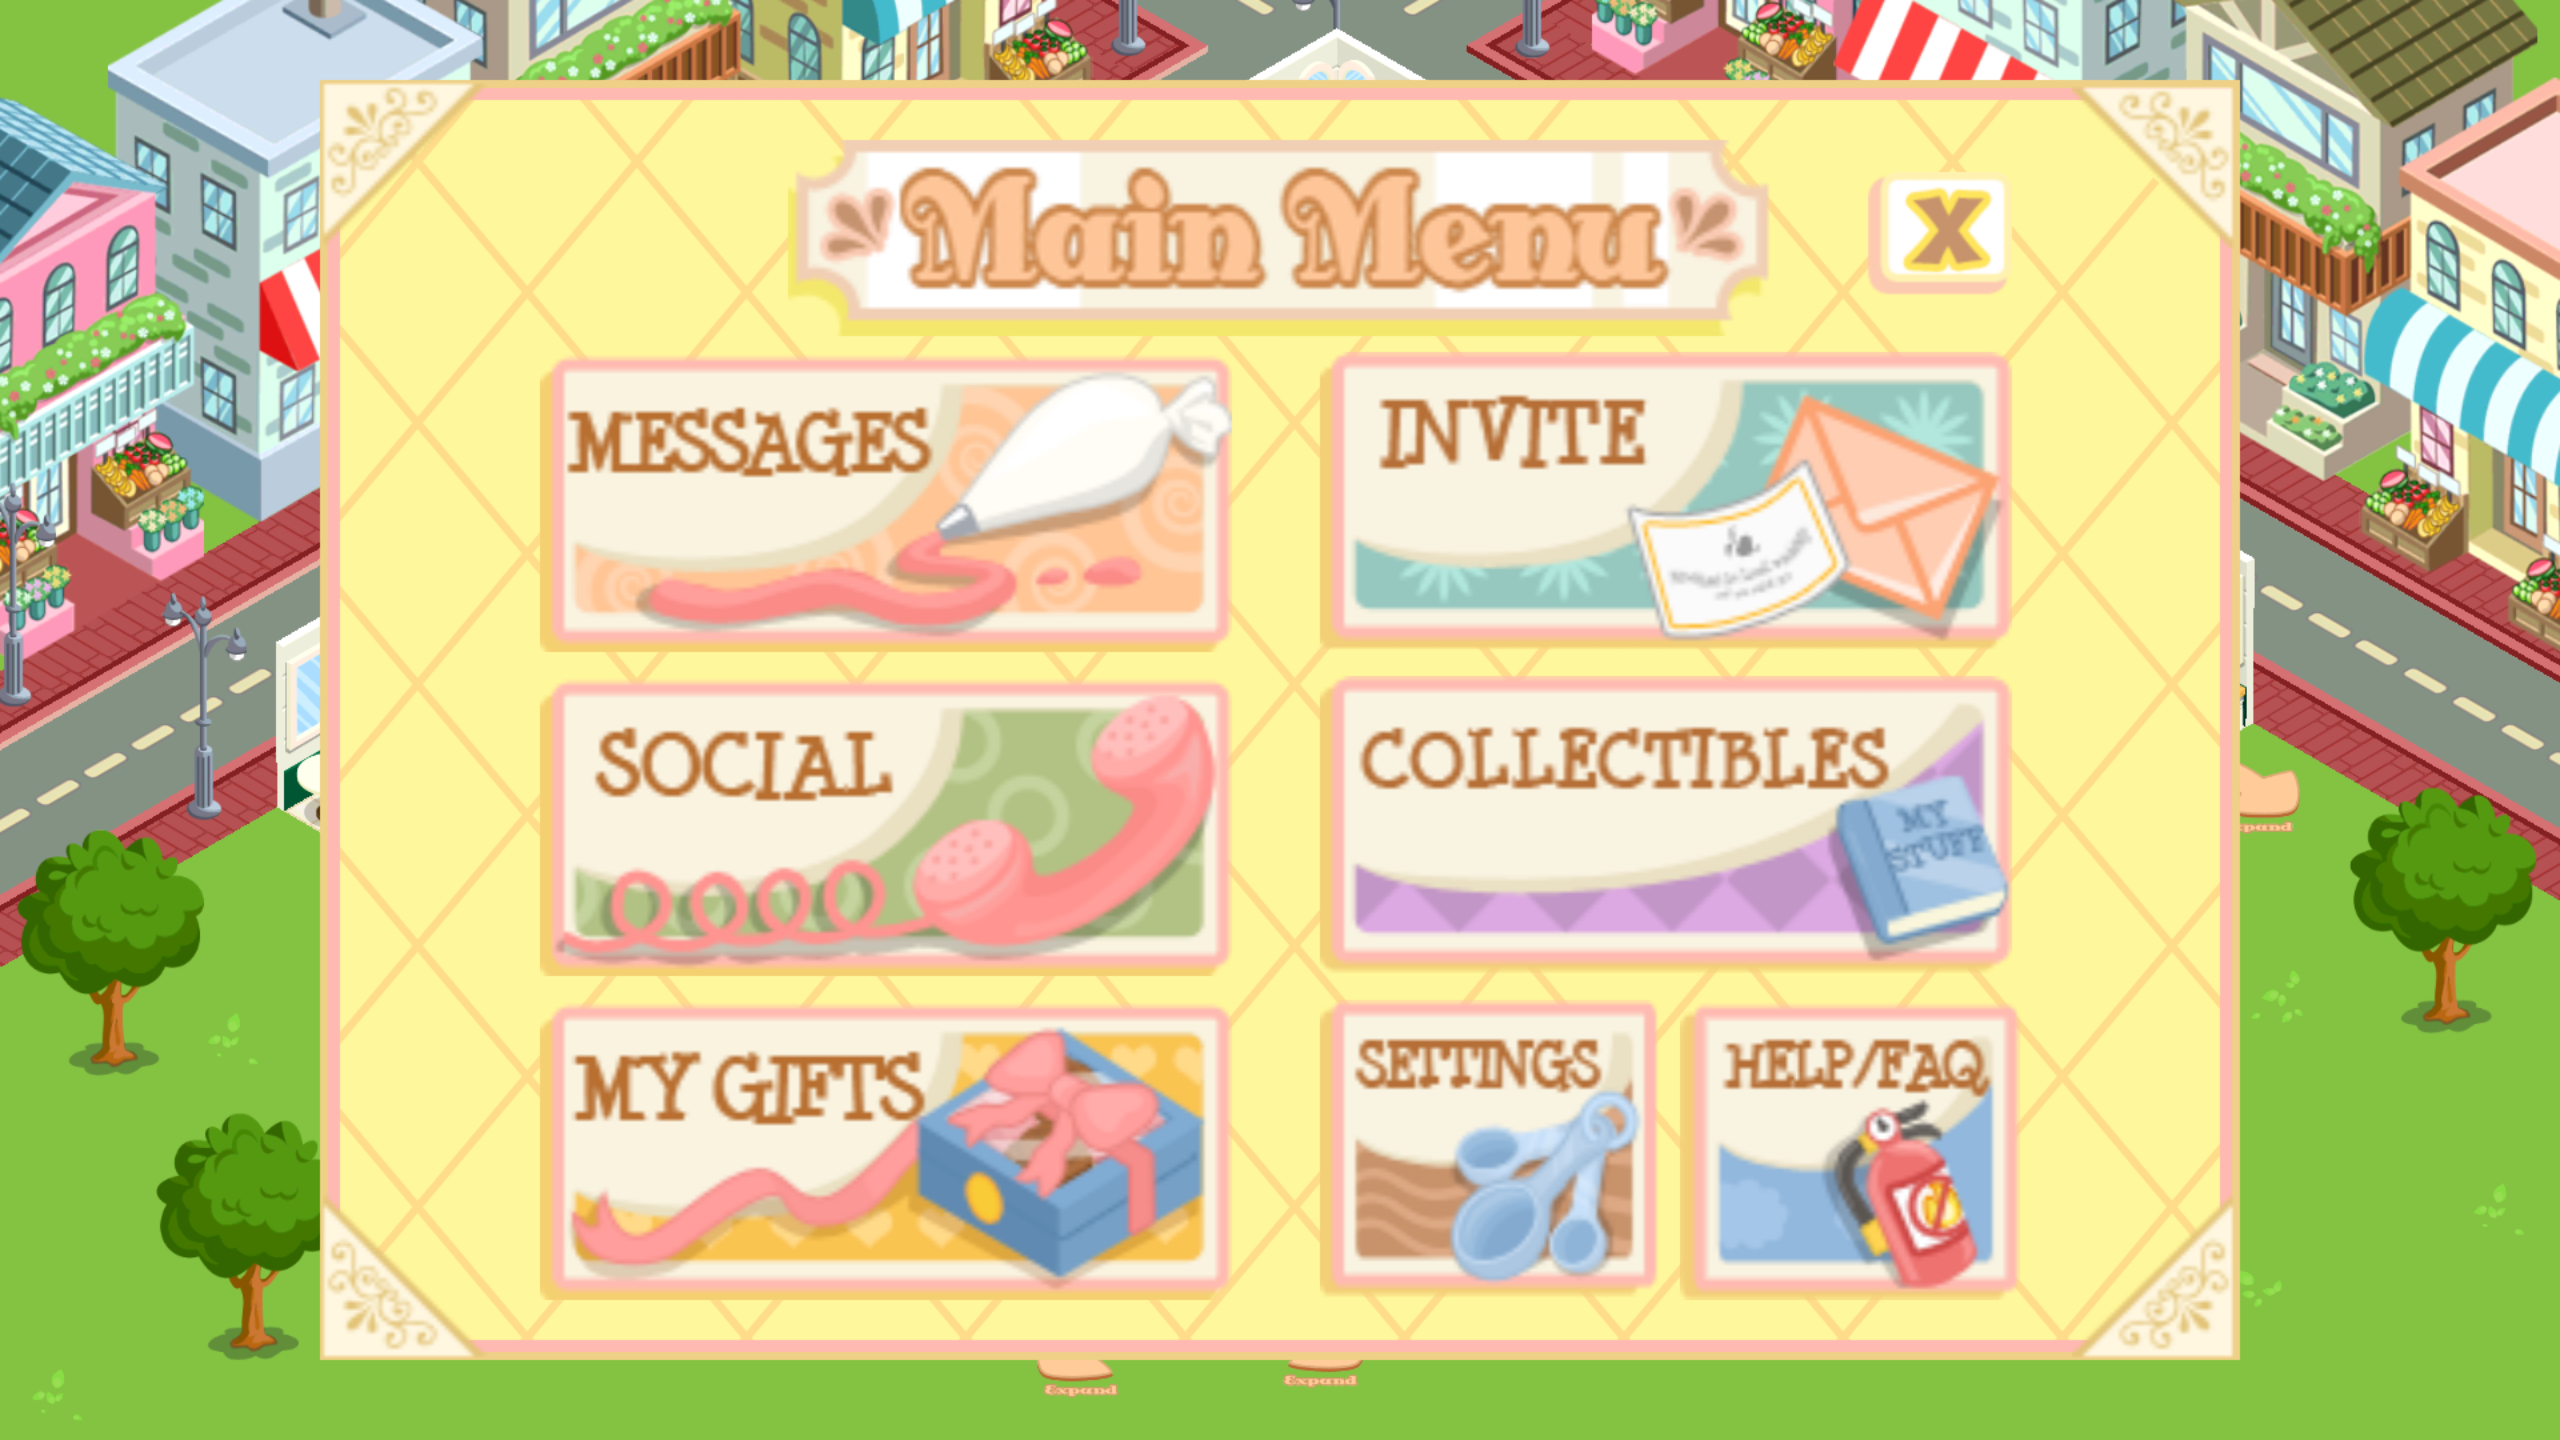 Main Menu
X
MESSAGES
INVITE
SOCIAL
COLLECTIBLES
MY
STUFF
MY GIFTS
SETTINGS
HELP/FAQ
Expand
Expand